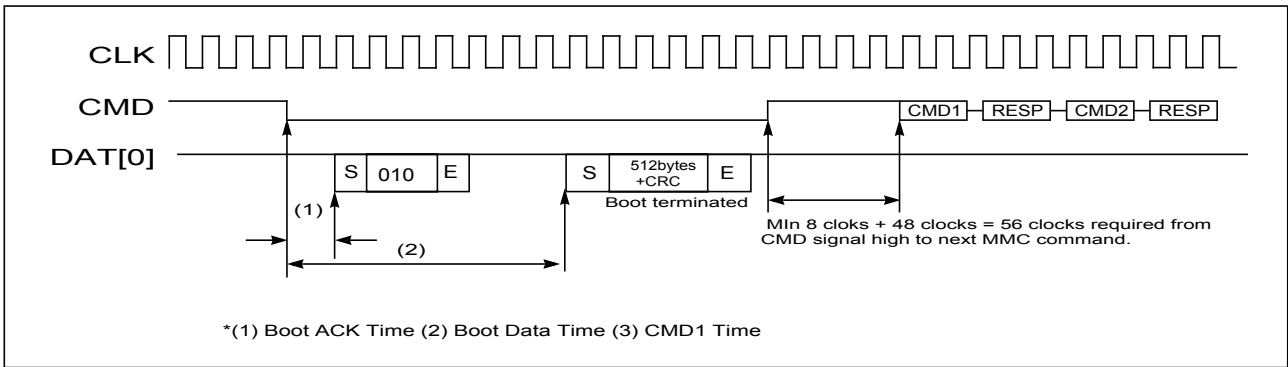 CLK
CMD
CMD1 RESP CMD2 RESP
DAT[0]
S 010 E
S 512bytes +CRC E
Boot terminated
(1)
(2)
MIn 8 cloks + 48 clocks = 56 clocks required from
CMD signal high to next MMC command.
*(1) Boot ACK Time (2) Boot Data Time (3) CMD1 Time